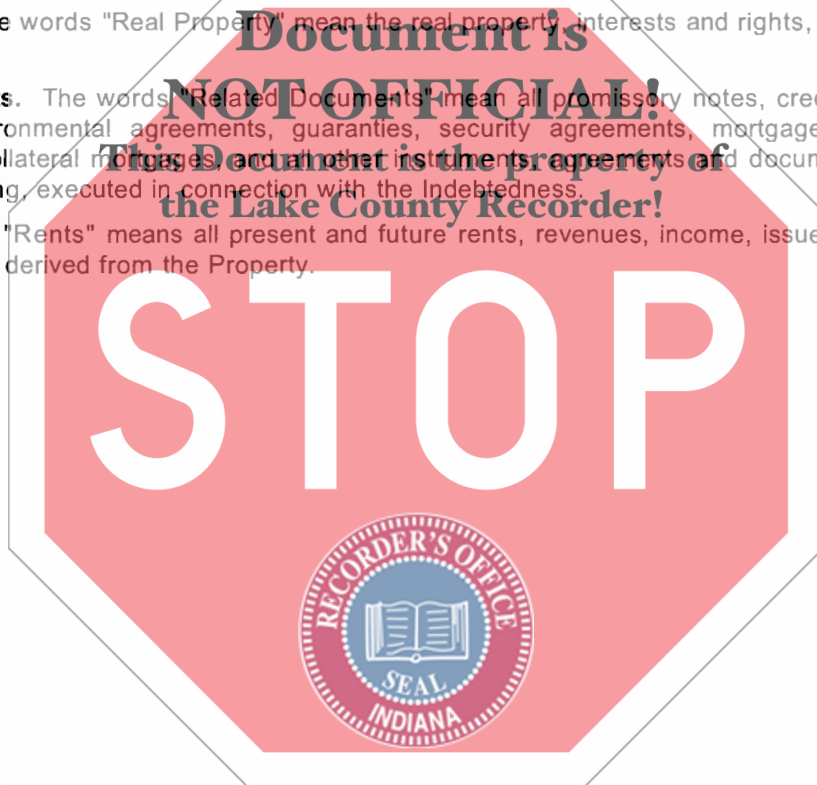 e words "Real Property" mean the real property, interests and rights,
Document is
NOT OFFICIAL!
s. The words "Related Documents" mean all promissory notes, cre
ronmental agreements, guaranties, security agreements, mortgage
llateral mortgages, and all other instruments, agreements and docum
This Document is the property of
g, executed in connection with the Indebtedness.
the Lake County Recorder!
"Rents" means all present and future rents, revenues, income, issue
derived from the Property.
STOP
RECORDER'S OFFICE
SEAL
INDIANA